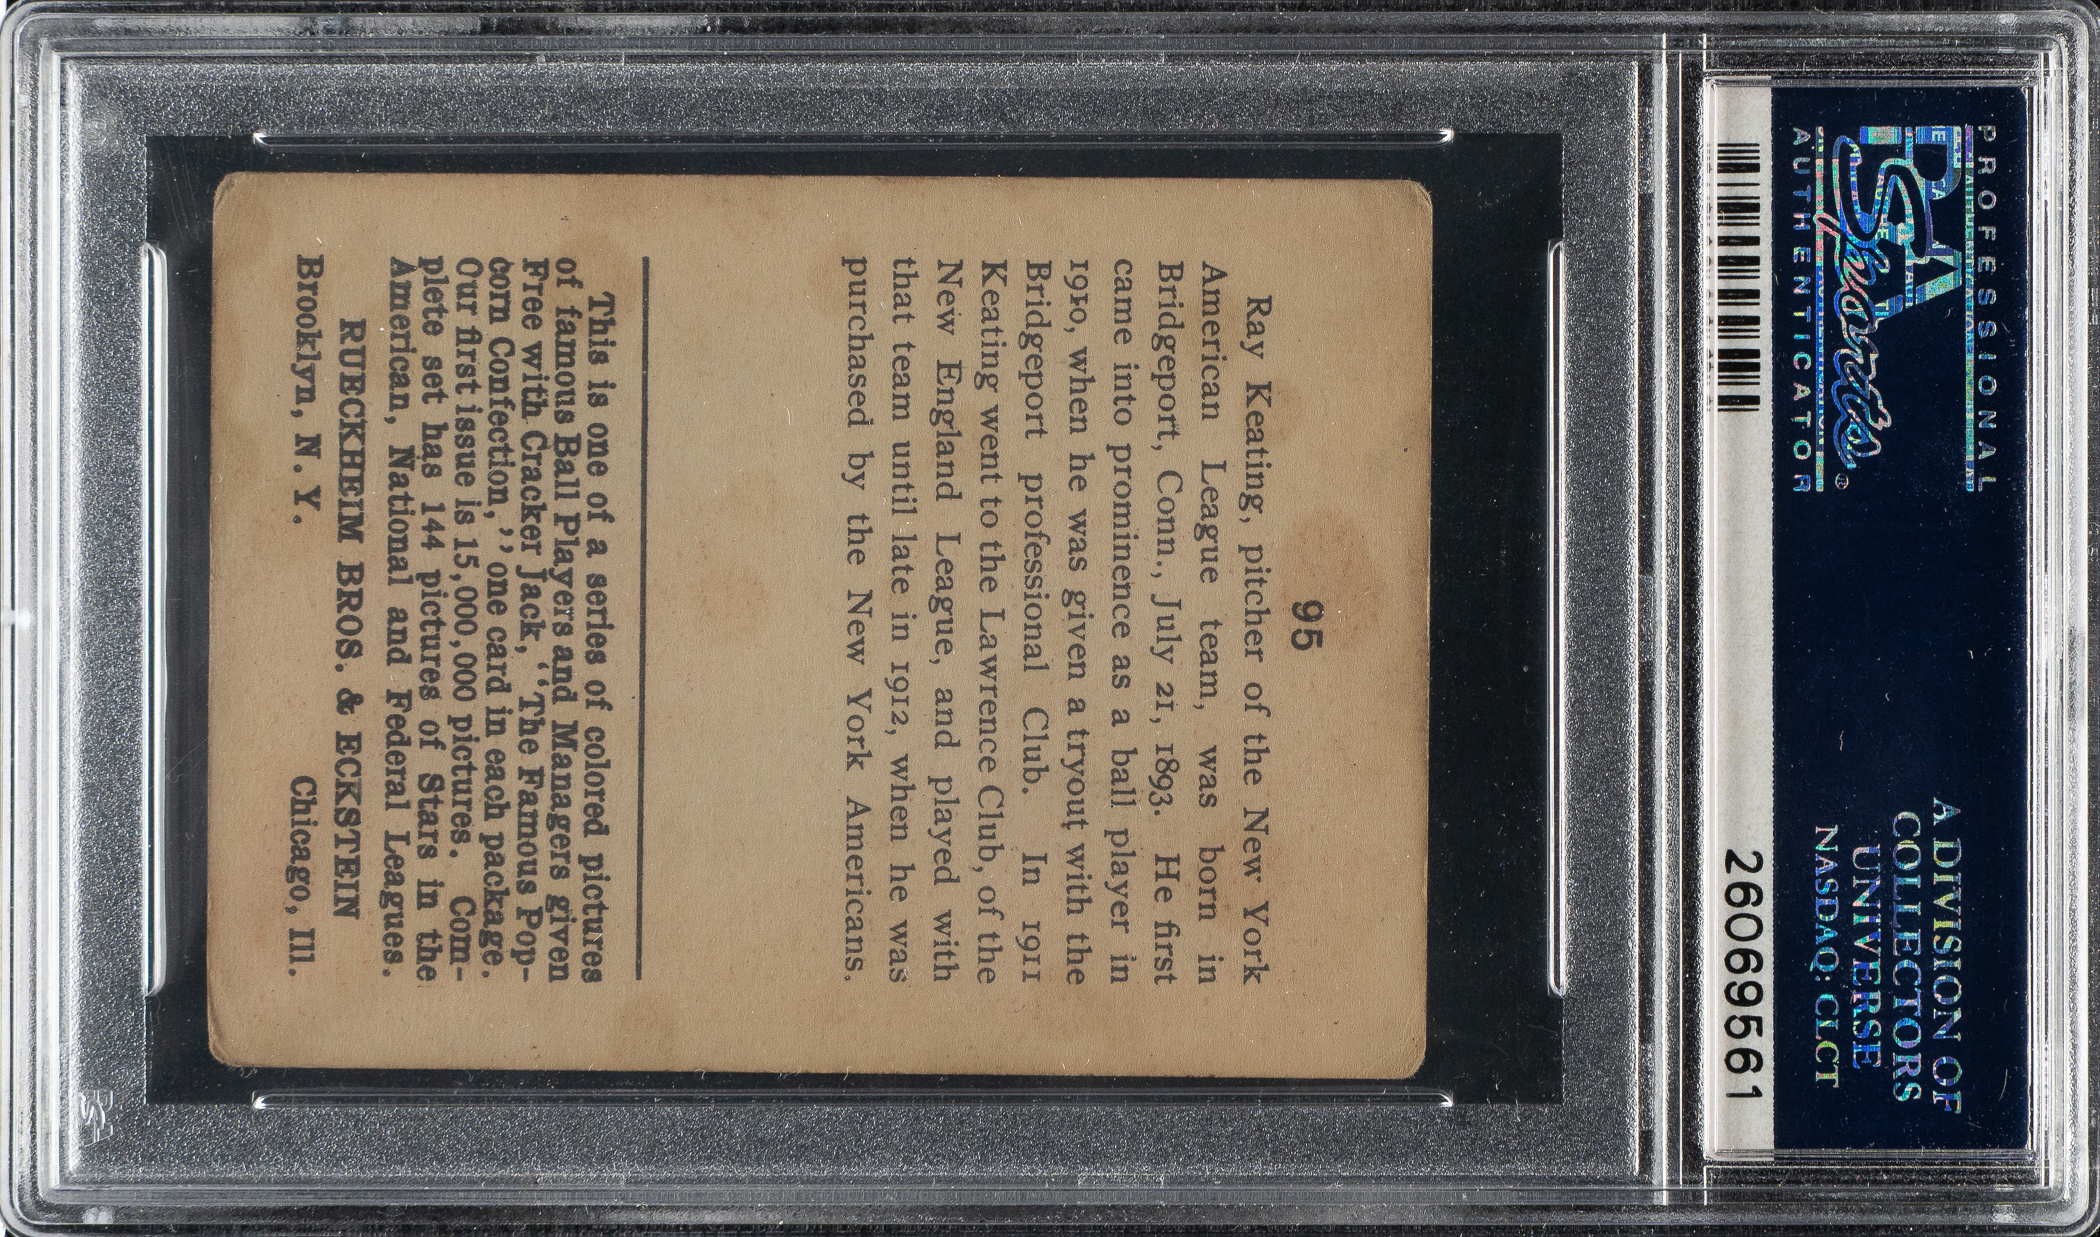 PROFESSIONAL
PSA
Sports®
AUTHENTICATOR
A DIVISION OF
COLLECTORS
UNIVERSE
NASDAQ: CLCT
26069561
95
Ray Keating, pitcher of the New York
American League team, was born in
Bridgeport, Conn., July 21, 1893. He first
came into prominence as a ball player in
1910, when he was given a tryout with the
Bridgeport professional Club. In 1911
Keating went to the Lawrence Club, of the
New England League, and played with
that team until late in 1912, when he was
purchased by the New York Americans.
This is one of a series of colored pictures
of famous Ball Players and Managers given
Free with Cracker Jack, "The Famous Pop-
corn Confection," one card in each package.
Our first issue is 15,000,000 pictures. Com-
plete set has 144 pictures of Stars in the
American, National and Federal Leagues.
RUECKHEIM BROS. & ECKSTEIN
Brooklyn, N. Y. Chicago, Ill.